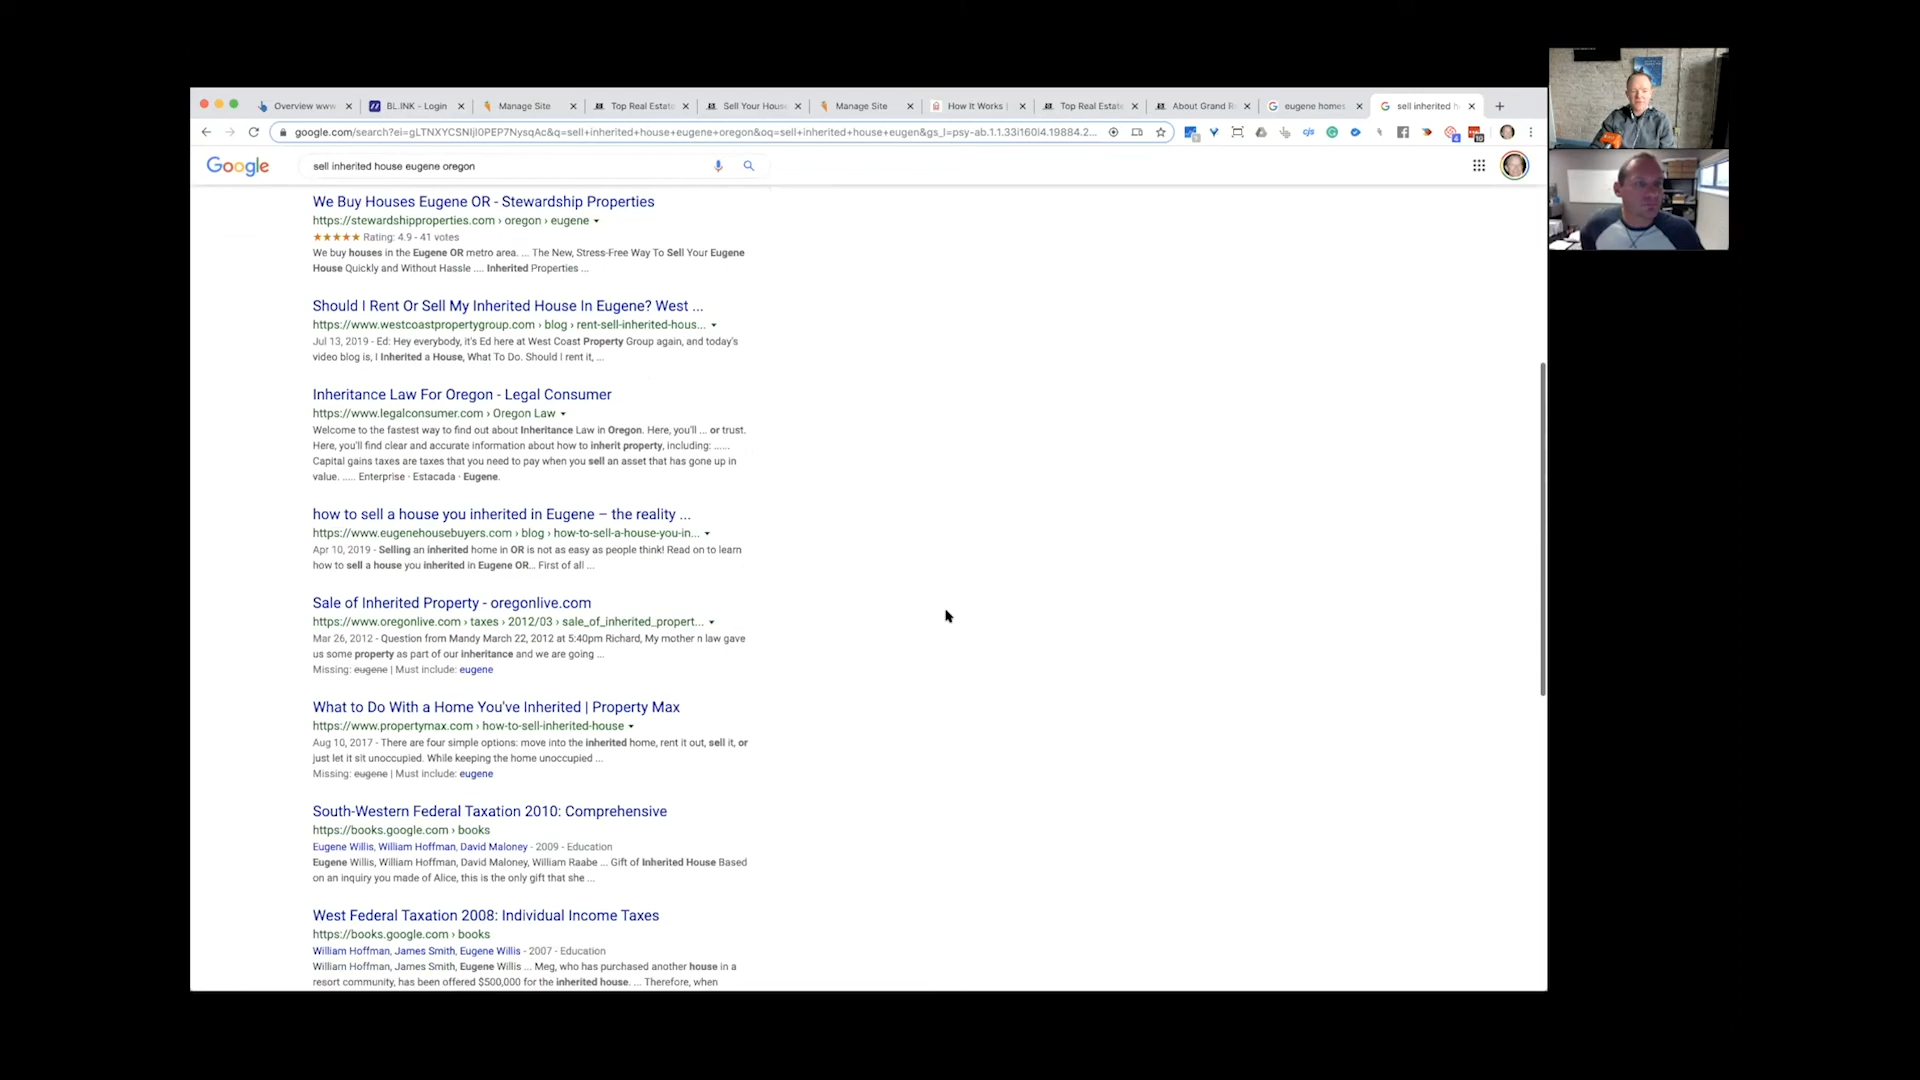 Overview www
BL.INK - Login
Manage Site
Top Real Estate
Sell Your Hous
Manage Site
How It Works |
Top Real Estate
About Grand R
eugene homes
sell inherited h
google.com/search?ei=gLTNXYCSNIjI0PEP7NysqAc&q=sell+inherited+house+eugene+oregon&oq=sell+inherited+house+eugen&gs_l=psy-ab.1.1.33i160l4.19884.2...
Google
sell inherited house eugene oregon
We Buy Houses Eugene OR - Stewardship Properties
https://stewardshipproperties.com › oregon › eugene
Rating: 4.9 - 41 votes
We buy houses in the Eugene OR metro area. ... The New, Stress-Free Way To Sell Your Eugene
House Quickly and Without Hassle .... Inherited Properties ...
Should I Rent Or Sell My Inherited House In Eugene? West ...
https://www.westcoastpropertygroup.com › blog › rent-sell-inherited-hous...
Jul 13, 2019 - Ed: Hey everybody, it's Ed here at West Coast Property Group again, and today's
video blog is, I Inherited a House, What To Do. Should I rent it, ...
Inheritance Law For Oregon - Legal Consumer
https://www.legalconsumer.com › Oregon Law
Welcome to the fastest way to find out about Inheritance Law in Oregon. Here, you'll ... or trust.
Here, you'll find clear and accurate information about how to inherit property, including: ......
Capital gains taxes are taxes that you need to pay when you sell an asset that has gone up in
value. ..... Enterprise · Estacada · Eugene.
how to sell a house you inherited in Eugene – the reality ...
https://www.eugenehousebuyers.com › blog › how-to-sell-a-house-you-in...
Apr 10, 2019 - Selling an inherited home in OR is not as easy as people think! Read on to learn
how to sell a house you inherited in Eugene OR... First of all ...
Sale of Inherited Property - oregonlive.com
https://www.oregonlive.com › taxes › 2012/03 › sale_of_inherited_propert...
Mar 26, 2012 - Question from Mandy March 22, 2012 at 5:40pm Richard, My mother n law gave
us some property as part of our inheritance and we are going ...
Missing: eugene | Must include: eugene
What to Do With a Home You've Inherited | Property Max
https://www.propertymax.com › how-to-sell-inherited-house
Aug 10, 2017 - There are four simple options: move into the inherited home, rent it out, sell it, or
just let it sit unoccupied. While keeping the home unoccupied ...
Missing: eugene | Must include: eugene
South-Western Federal Taxation 2010: Comprehensive
https://books.google.com › books
Eugene Willis, William Hoffman, David Maloney - 2009 - Education
Eugene Willis, William Hoffman, David Maloney, William Raabe ... Gift of Inherited House Based
on an inquiry you made of Alice, this is the only gift that she ...
West Federal Taxation 2008: Individual Income Taxes
https://books.google.com › books
William Hoffman, James Smith, Eugene Willis - 2007 - Education
William Hoffman, James Smith, Eugene Willis ... Meg, who has purchased another house in a
resort community, has been offered $500,000 for the inherited house. ... Therefore, when